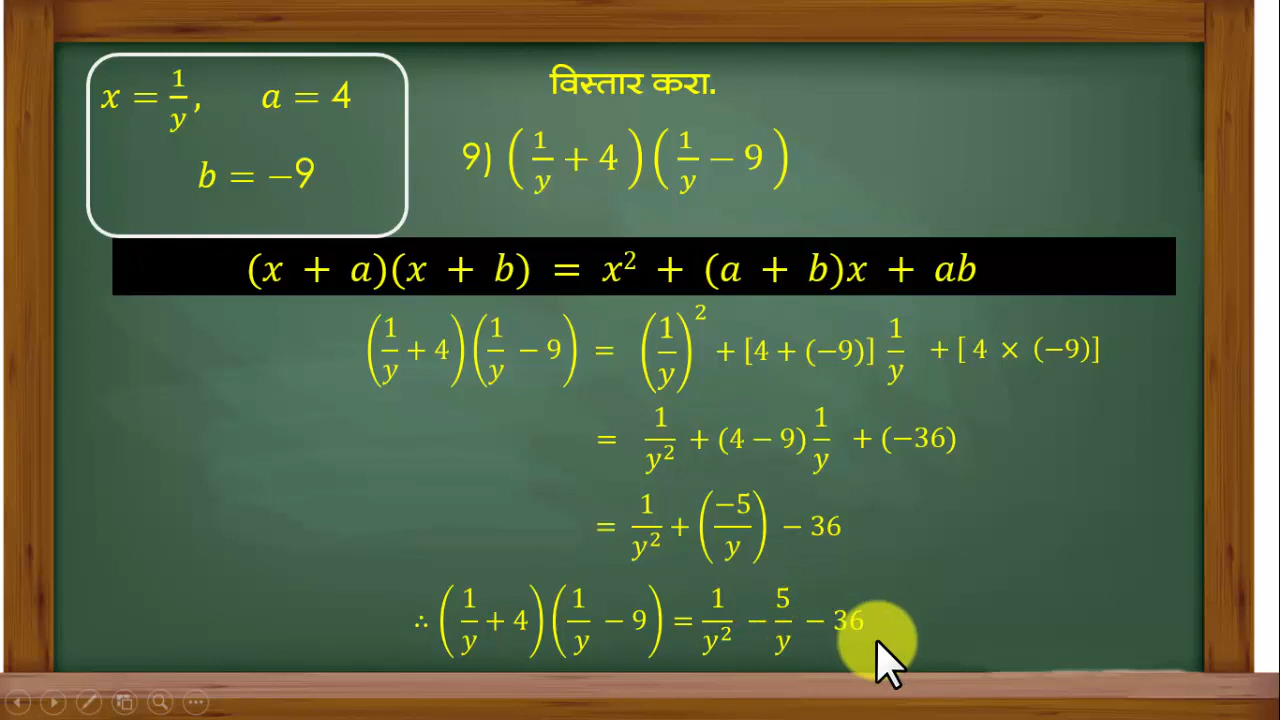 x = 1/y, a = 4
b = −9
विस्तार करा.
9) (1/y + 4)(1/y − 9)
(x + a)(x + b) = x² + (a + b)x + ab
(1/y + 4)(1/y − 9) = (1/y)² + [4 + (−9)] 1/y + [4 × (−9)]
= 1/y² + (4 − 9) 1/y + (−36)
= 1/y² + (−5/y) − 36
∴ (1/y + 4)(1/y − 9) = 1/y² − 5/y − 36